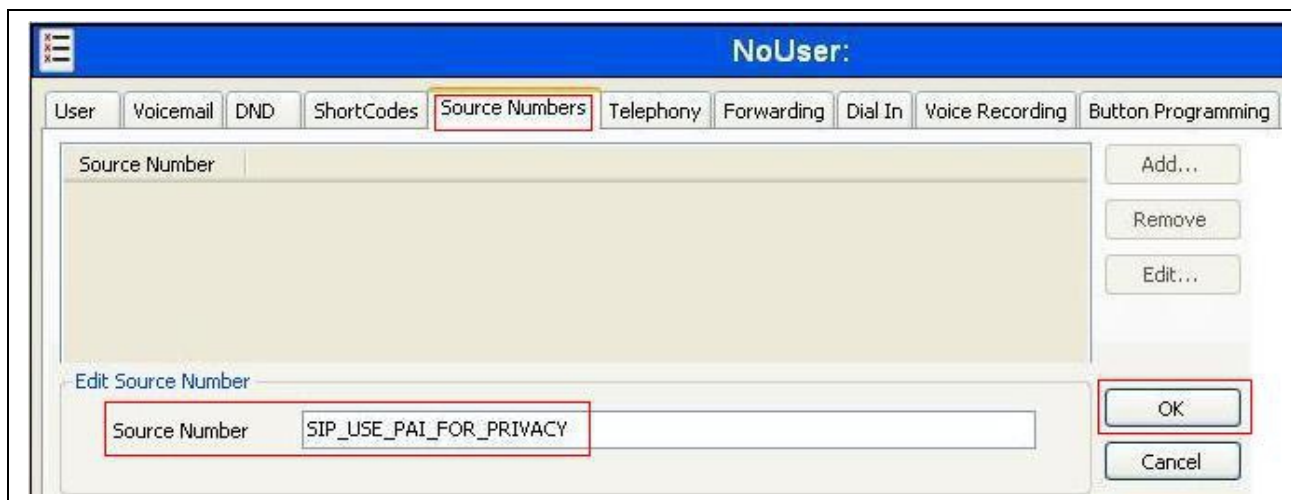 NoUser:
User Voicemail DND ShortCodes Source Numbers Telephony Forwarding Dial In Voice Recording Button Programming
Source Number
Add...
Remove
Edit...
Edit Source Number
Source Number SIP_USE_PAI_FOR_PRIVACY
OK
Cancel